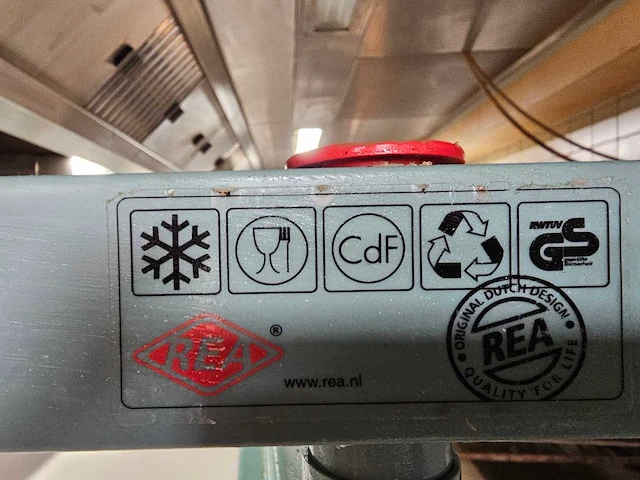 CdF
RWTÜV
GS
geprüfte
Sicherheit
REA®
www.rea.nl
ORIGINAL DUTCH DESIGN
REA
QUALITY FOR LIFE